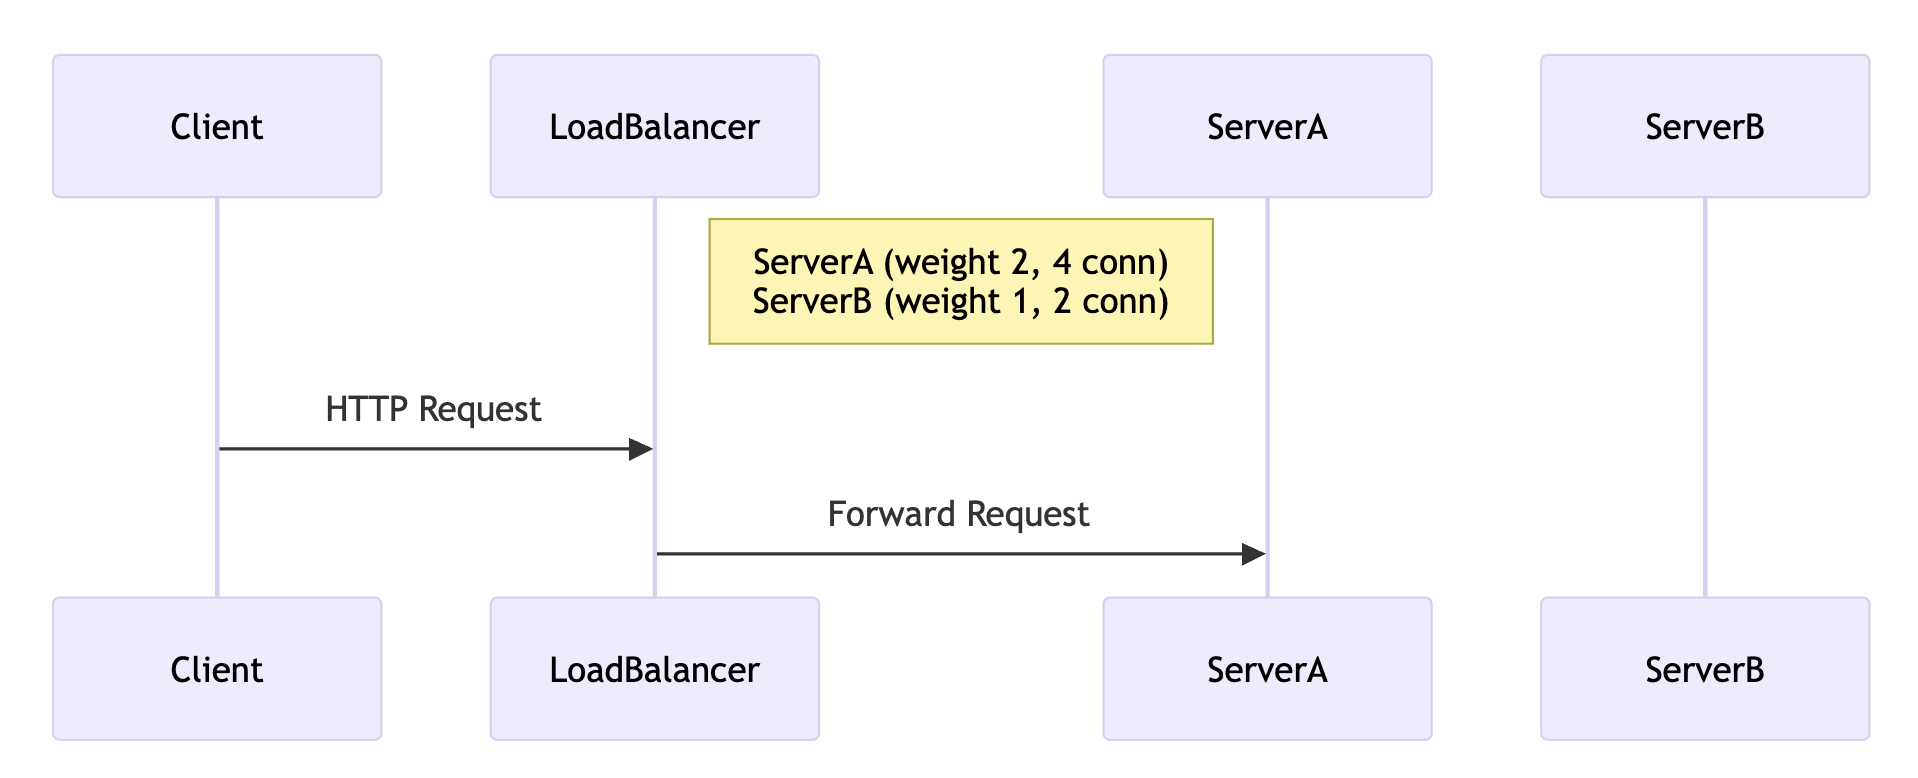 Client
LoadBalancer
ServerA
ServerB
ServerA (weight 2, 4 conn)
ServerB (weight 1, 2 conn)
HTTP Request
Forward Request
Client
LoadBalancer
ServerA
ServerB